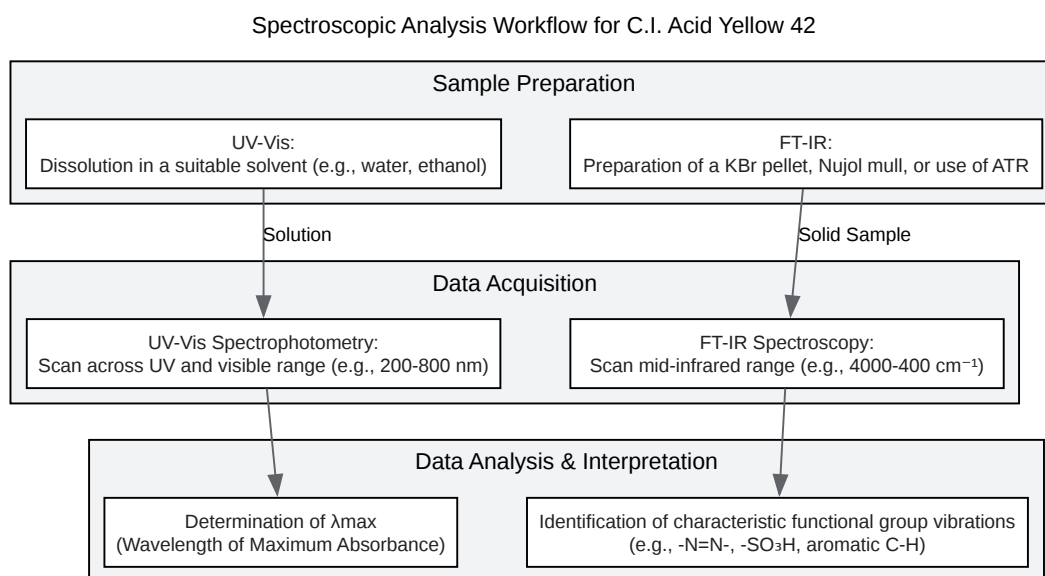 Spectroscopic Analysis Workflow for C.I. Acid Yellow 42
Sample Preparation
UV-Vis:
Dissolution in a suitable solvent (e.g., water, ethanol)
FT-IR:
Preparation of a KBr pellet, Nujol mull, or use of ATR
Solution
Solid Sample
Data Acquisition
UV-Vis Spectrophotometry:
Scan across UV and visible range (e.g., 200-800 nm)
FT-IR Spectroscopy:
Scan mid-infrared range (e.g., 4000-400 cm⁻¹)
Data Analysis & Interpretation
Determination of λmax
(Wavelength of Maximum Absorbance)
Identification of characteristic functional group vibrations
(e.g., -N=N-, -SO₃H, aromatic C-H)